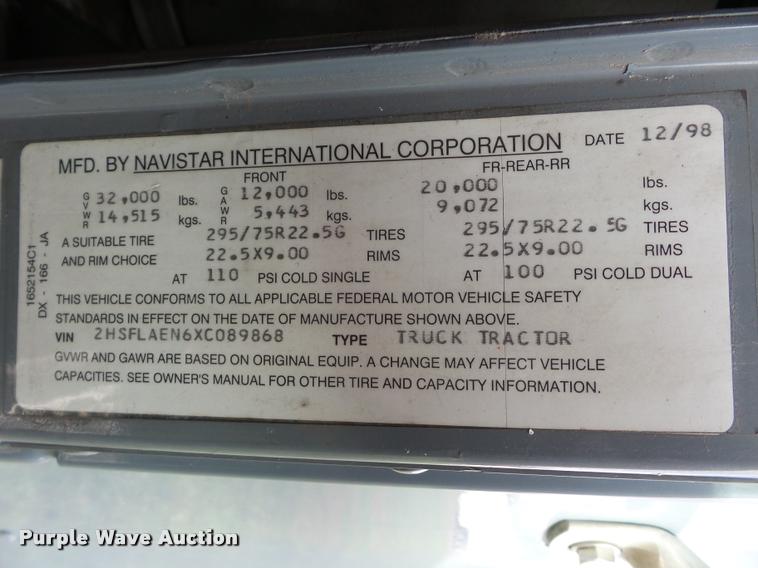 MFD. BY NAVISTAR INTERNATIONAL CORPORATION DATE 12/98
FRONT FR-REAR-RR
GVWR 32,000 lbs. GAWR 12,000 lbs. 20,000 lbs.
14,515 kgs. 5,443 kgs. 9,072 kgs.
A SUITABLE TIRE 295/75R22.5G TIRES 295/75R22.5G TIRES
AND RIM CHOICE 22.5X9.00 RIMS 22.5X9.00 RIMS
AT 110 PSI COLD SINGLE AT 100 PSI COLD DUAL
THIS VEHICLE CONFORMS TO ALL APPLICABLE FEDERAL MOTOR VEHICLE SAFETY
STANDARDS IN EFFECT ON THE DATE OF MANUFACTURE SHOWN ABOVE.
VIN 2HSFLAEN6XC089868 TYPE TRUCK TRACTOR
GVWR AND GAWR ARE BASED ON ORIGINAL EQUIP. A CHANGE MAY AFFECT VEHICLE
CAPACITIES. SEE OWNER'S MANUAL FOR OTHER TIRE AND CAPACITY INFORMATION.
1652154C1
DX - 166 - JA
Purple Wave Auction